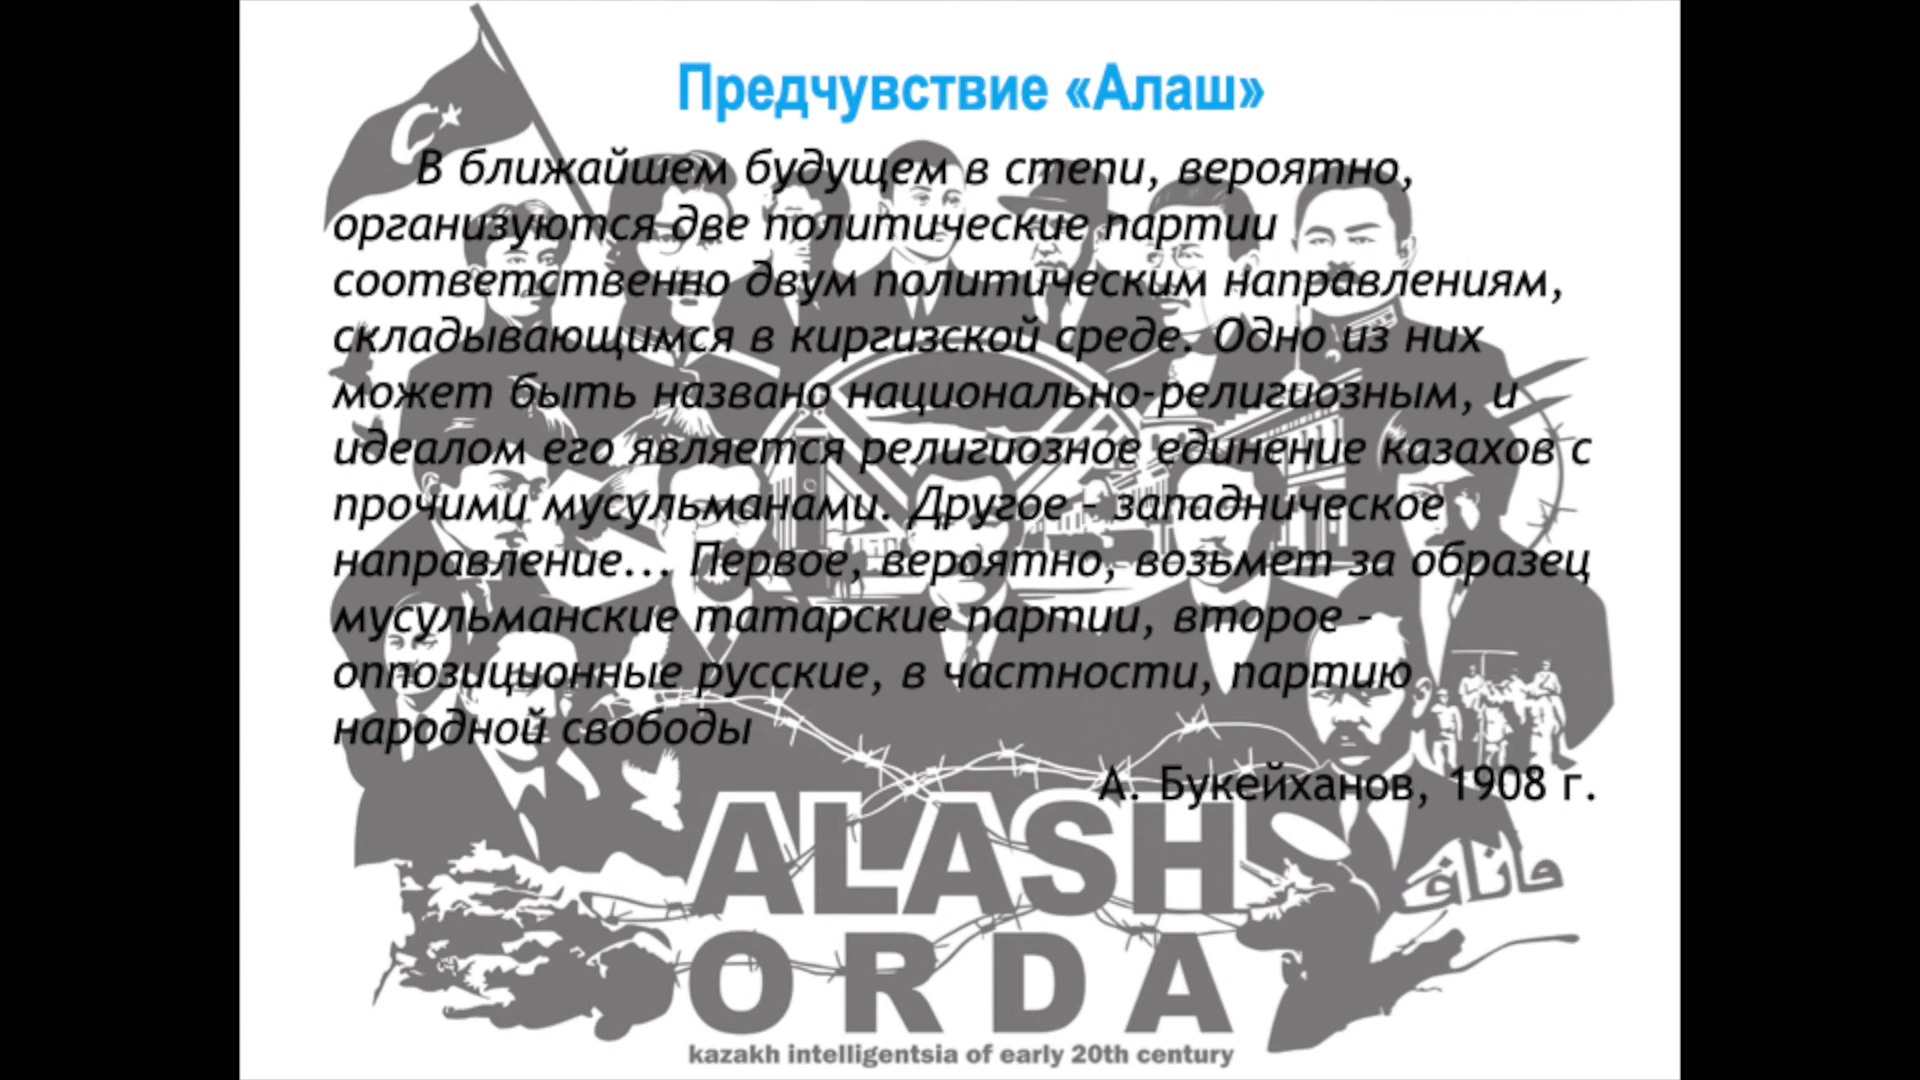 Предчувствие «Алаш»
В ближайшем будущем в степи, вероятно,
организуются две политические партии
соответственно двум политическим направлениям,
складывающимся в киргизской среде. Одно из них
может быть названо национально-религиозным, и
идеалом его является религиозное единение казахов с
прочими мусульманами. Другое - западническое
направление... Первое, вероятно, возьмет за образец
мусульманские татарские партии, второе -
оппозиционные русские, в частности, партию
народной свободы
А. Букейханов, 1908 г.
ALASH
ORDA
kazakh intelligentsia of early 20th century